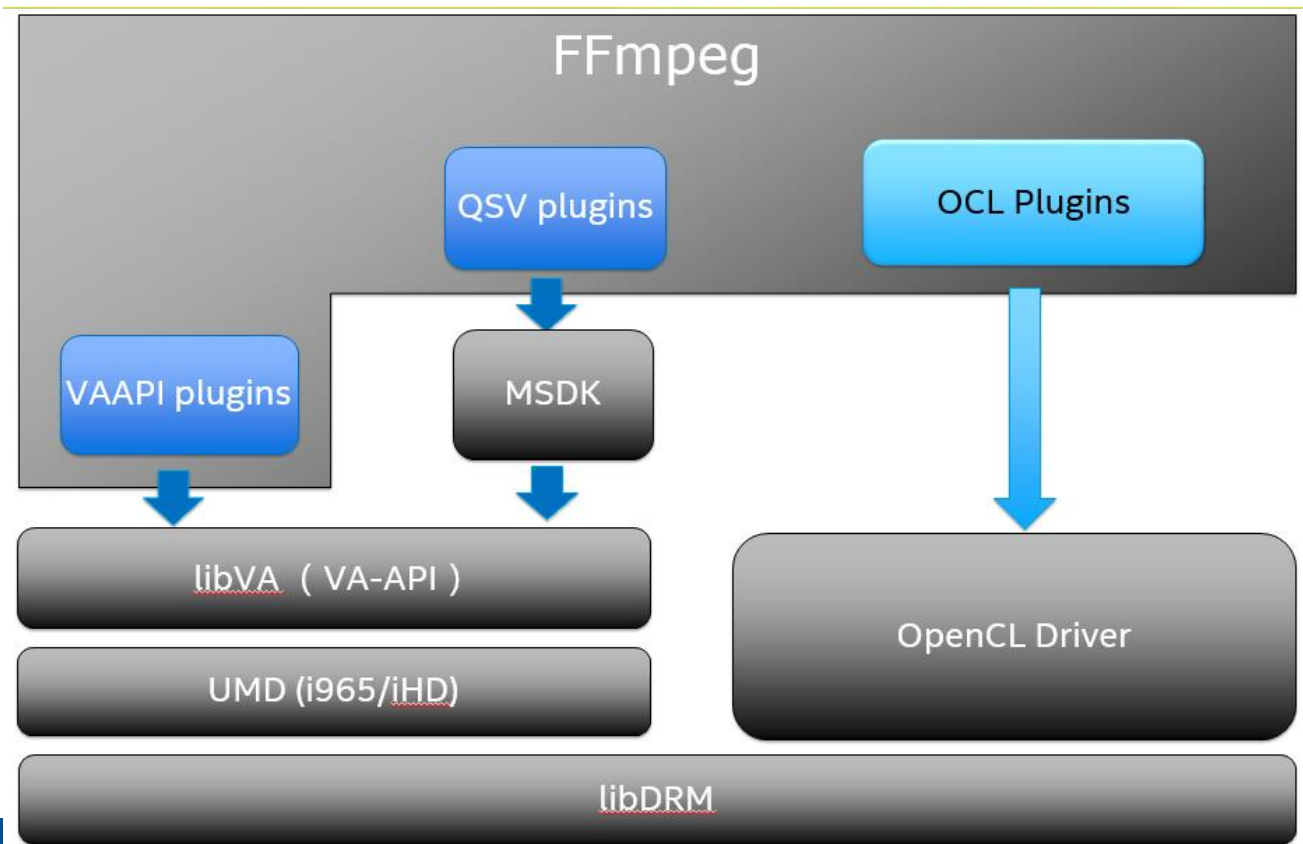 FFmpeg
QSV plugins
OCL Plugins
VAAPI plugins
MSDK
libVA ( VA-API )
OpenCL Driver
UMD (i965/iHD)
libDRM